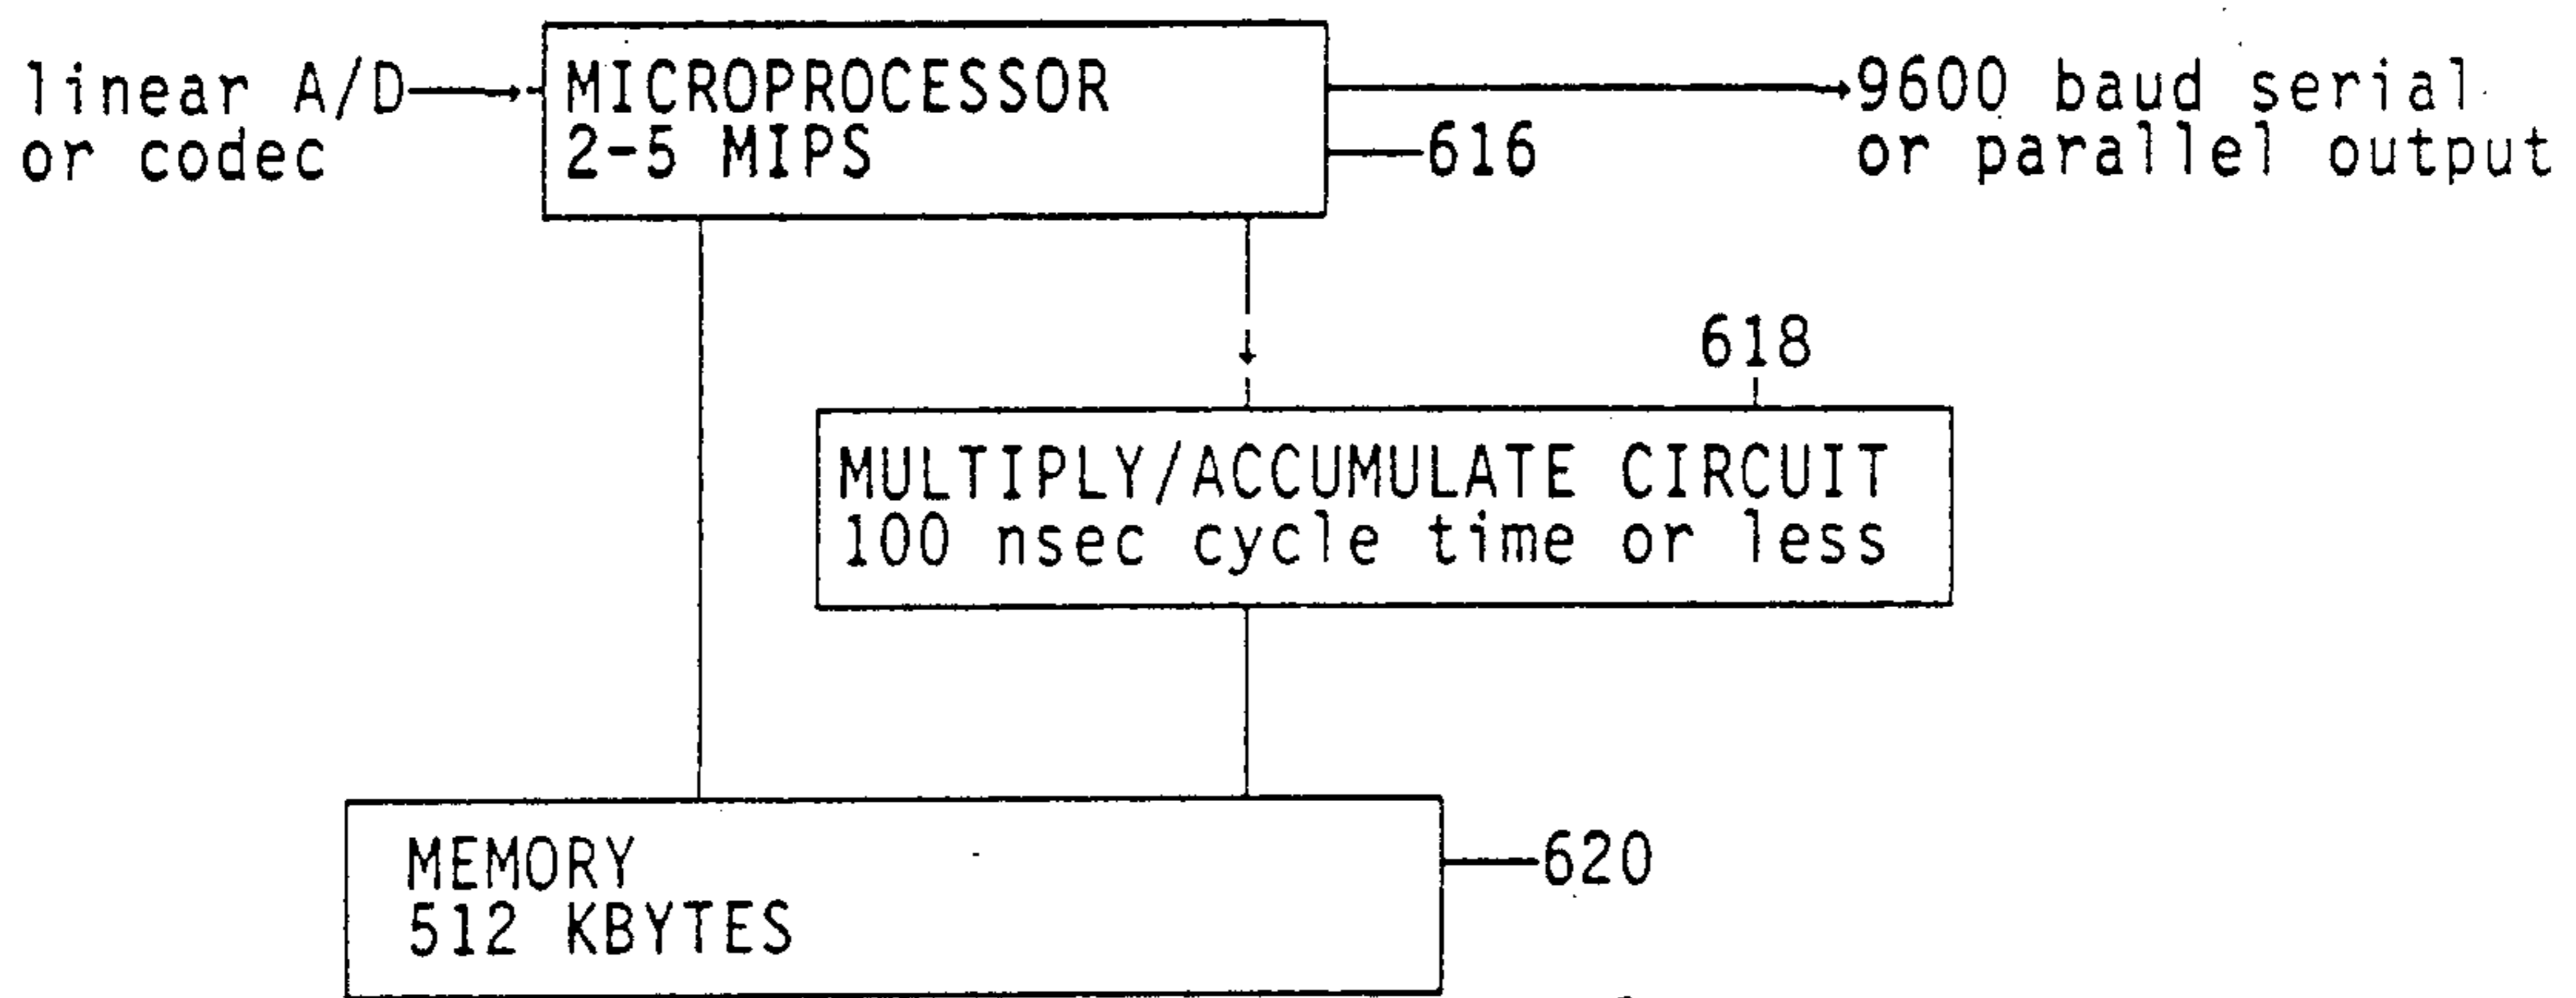 linear A/D
or codec
MICROPROCESSOR
2-5 MIPS
616
9600 baud serial
or parallel output
618
MULTIPLY/ACCUMULATE CIRCUIT
100 nsec cycle time or less
MEMORY
512 KBYTES
620